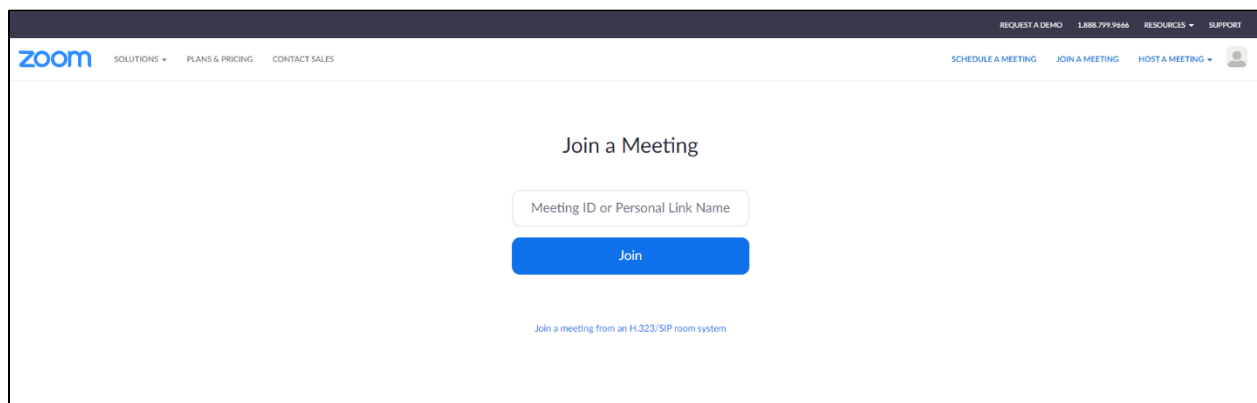 REQUEST A DEMO 1.888.799.9666 RESOURCES SUPPORT
zoom SOLUTIONS PLANS & PRICING CONTACT SALES SCHEDULE A MEETING JOIN A MEETING HOST A MEETING
Join a Meeting
Meeting ID or Personal Link Name
Join
Join a meeting from an H.323/SIP room system